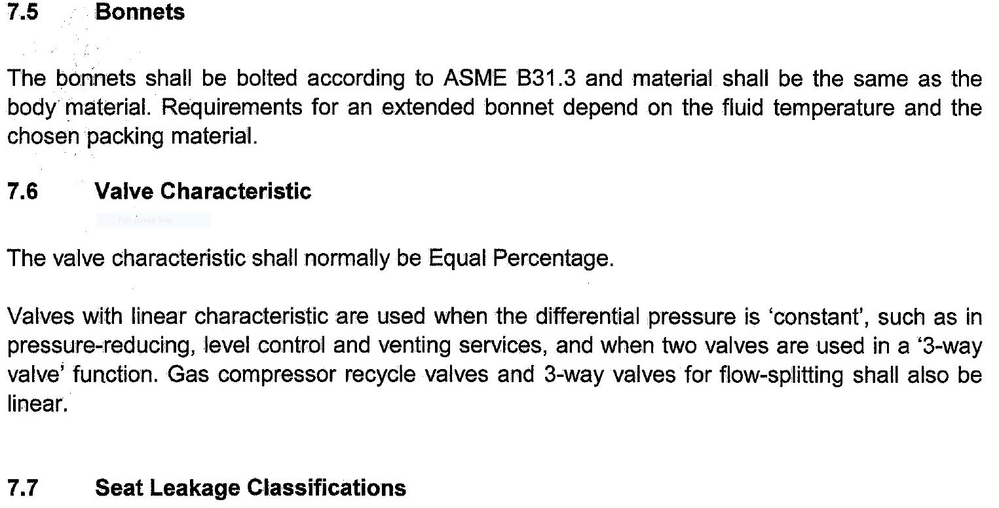 7.5 Bonnets
The bonnets shall be bolted according to ASME B31.3 and material shall be the same as the
body material. Requirements for an extended bonnet depend on the fluid temperature and the
chosen packing material.
7.6 Valve Characteristic
Full-screen Snip
The valve characteristic shall normally be Equal Percentage.
Valves with linear characteristic are used when the differential pressure is ‘constant’, such as in
pressure-reducing, level control and venting services, and when two valves are used in a ‘3-way
valve’ function. Gas compressor recycle valves and 3-way valves for flow-splitting shall also be
linear.
7.7 Seat Leakage Classifications